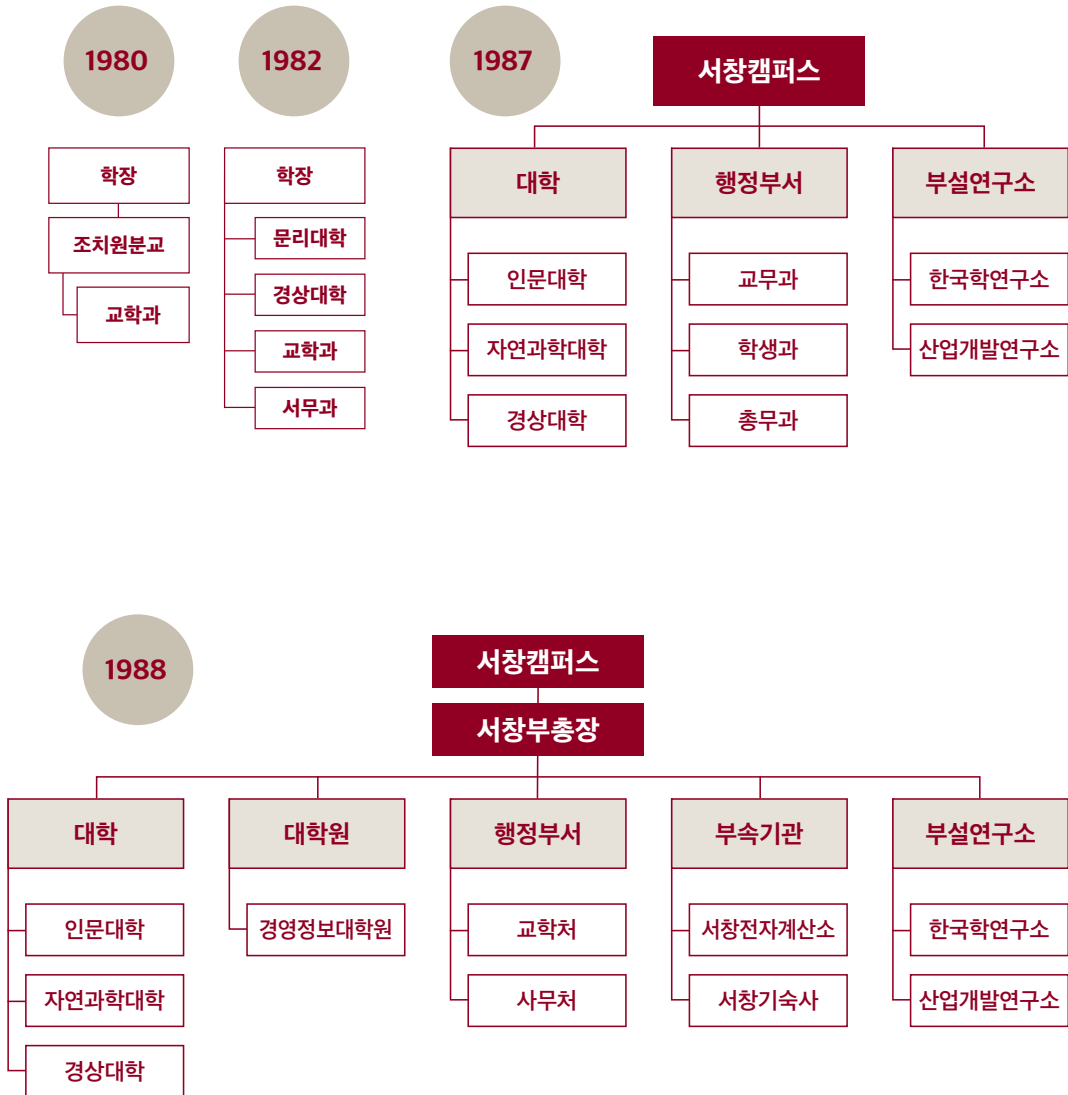 1980
학장
조치원분교
교학과
1982
학장
문리대학
경상대학
교학과
서무과
1987
서창캠퍼스
대학
인문대학
자연과학대학
경상대학
행정부서
교무과
학생과
총무과
부설연구소
한국학연구소
산업개발연구소
1988
서창캠퍼스
서창부총장
대학
인문대학
자연과학대학
경상대학
대학원
경영정보대학원
행정부서
교학처
사무처
부속기관
서창전자계산소
서창기숙사
부설연구소
한국학연구소
산업개발연구소